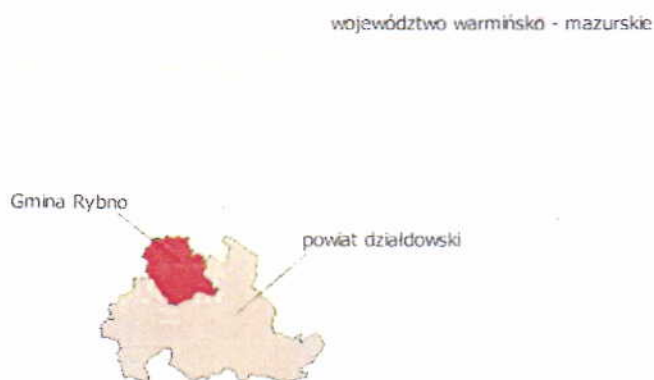 województwo warmińsko - mazurskie
Gmina Rybno
powiat działdowski